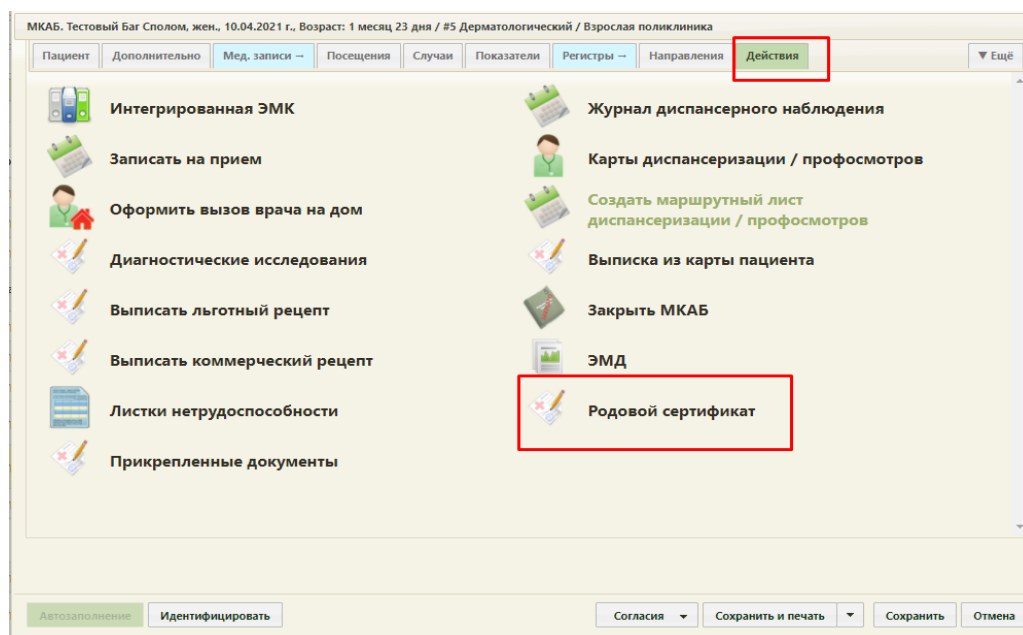 МКАБ. Тестовый Баг Сполом, жен., 10.04.2021 г., Возраст: 1 месяц 23 дня / #5 Дерматологический / Взрослая поликлиника
Пациент Дополнительно Мед. записи Посещения Случаи Показатели Регистры Направления Действия ▼ Ещё
Интегрированная ЭМК
Журнал диспансерного наблюдения
Записать на прием
Карты диспансеризации / профосмотров
Оформить вызов врача на дом
Создать маршрутный лист
диспансеризации / профосмотров
Диагностические исследования
Выписка из карты пациента
Выписать льготный рецепт
Закрыть МКАБ
Выписать коммерческий рецепт
ЭМД
Листки нетрудоспособности
Родовой сертификат
Прикрепленные документы
Автозаполнение Идентифицировать Согласия Сохранить и печать Сохранить Отмена